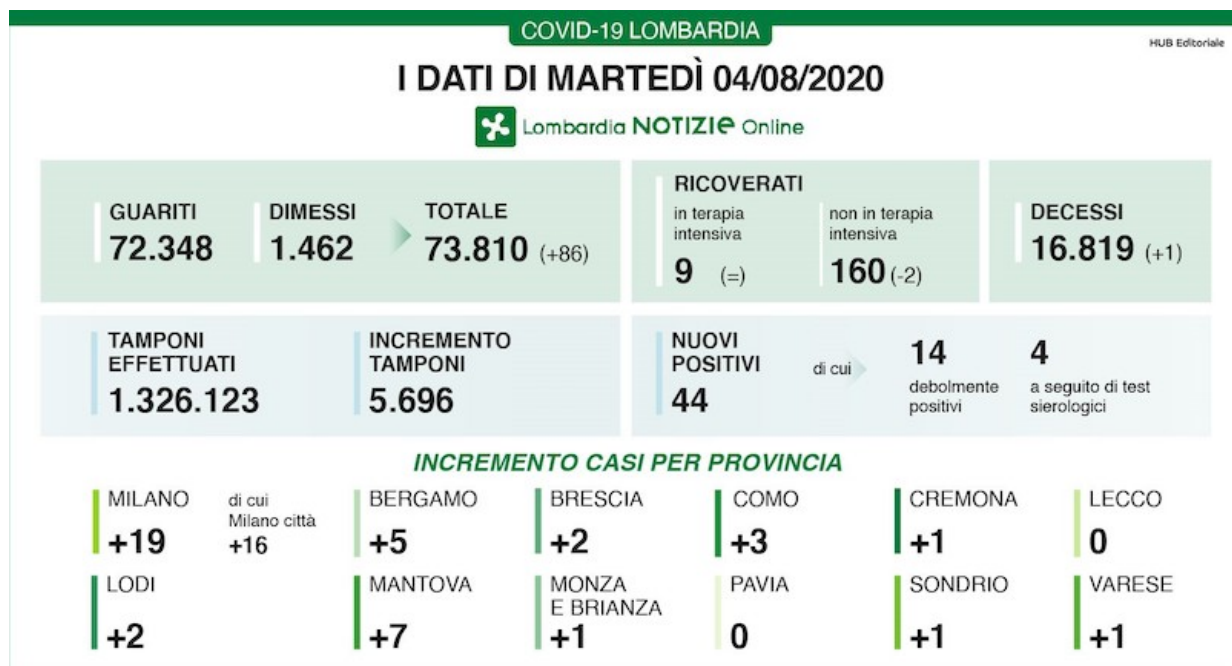 COVID-19 LOMBARDIA
HUB Editoriale
I DATI DI MARTEDÌ 04/08/2020
Lombardia NOTIZIE Online
GUARITI
72.348
DIMESSI
1.462
TOTALE
73.810 (+86)
RICOVERATI
in terapia
intensiva
9 (=)
non in terapia
intensiva
160 (-2)
DECESSI
16.819 (+1)
TAMPONI
EFFETTUATI
1.326.123
INCREMENTO
TAMPONI
5.696
NUOVI
POSITIVI
44
di cui
14
debolmente
positivi
4
a seguito di test
sierologici
INCREMENTO CASI PER PROVINCIA
MILANO
+19
di cui
Milano città
+16
BERGAMO
+5
BRESCIA
+2
COMO
+3
CREMONA
+1
LECCO
0
LODI
+2
MANTOVA
+7
MONZA
E BRIANZA
+1
PAVIA
0
SONDRIO
+1
VARESE
+1